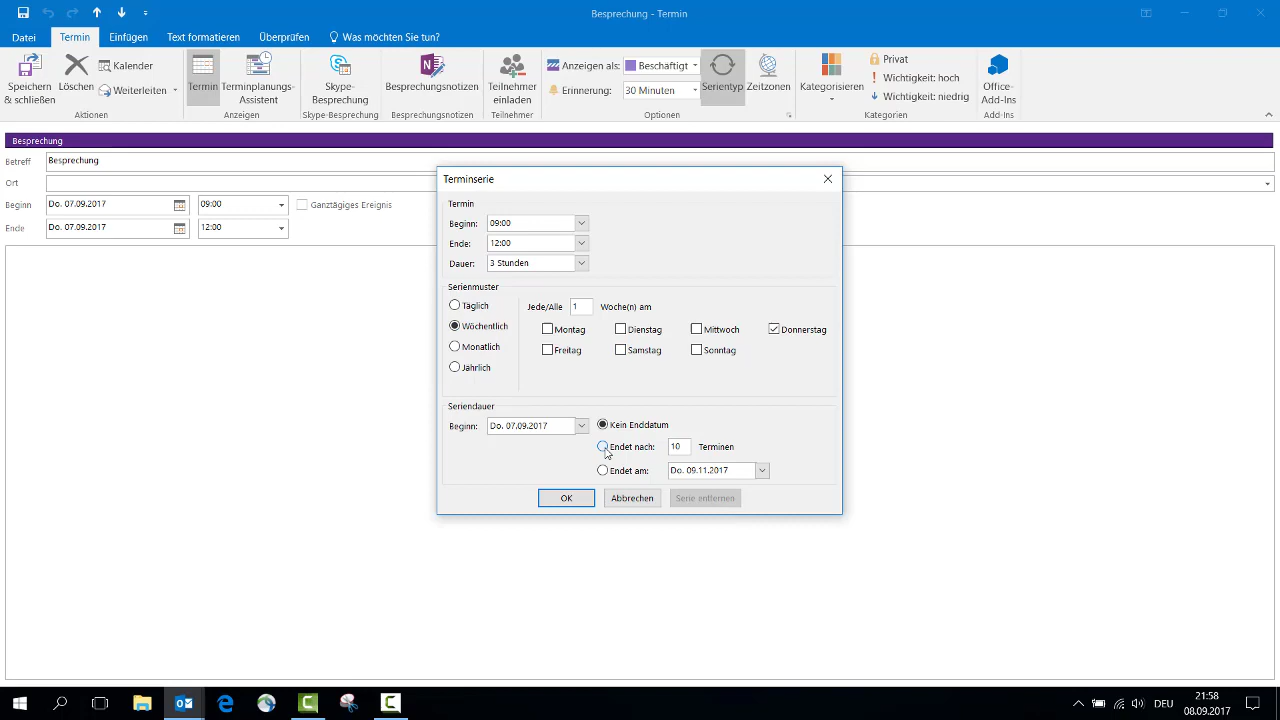 Besprechung - Termin
Datei Termin Einfügen Text formatieren Überprüfen Was möchten Sie tun?
Speichern & schließen
Löschen
Kalender
Weiterleiten
Aktionen
Termin
Terminplanungs-Assistent
Anzeigen
Skype-Besprechung
Skype-Besprechung
Besprechungsnotizen
Besprechungsnotizen
Teilnehmer einladen
Teilnehmer
Anzeigen als: Beschäftigt
Erinnerung: 30 Minuten
Serientyp
Zeitzonen
Optionen
Kategorisieren
Privat
Wichtigkeit: hoch
Wichtigkeit: niedrig
Kategorien
Office-Add-Ins
Add-Ins
Besprechung
Betreff Besprechung
Ort
Beginn Do. 07.09.2017 09:00 Ganztägiges Ereignis
Ende Do. 07.09.2017 12:00
Terminserie
Termin
Beginn: 09:00
Ende: 12:00
Dauer: 3 Stunden
Serienmuster
Täglich
Wöchentlich
Monatlich
Jährlich
Jede/Alle 1 Woche(n) am
Montag Dienstag Mittwoch Donnerstag
Freitag Samstag Sonntag
Seriendauer
Beginn: Do. 07.09.2017 Kein Enddatum
Endet nach: 10 Terminen
Endet am: Do. 09.11.2017
OK Abbrechen Serie entfernen
DEU
21:58
08.09.2017